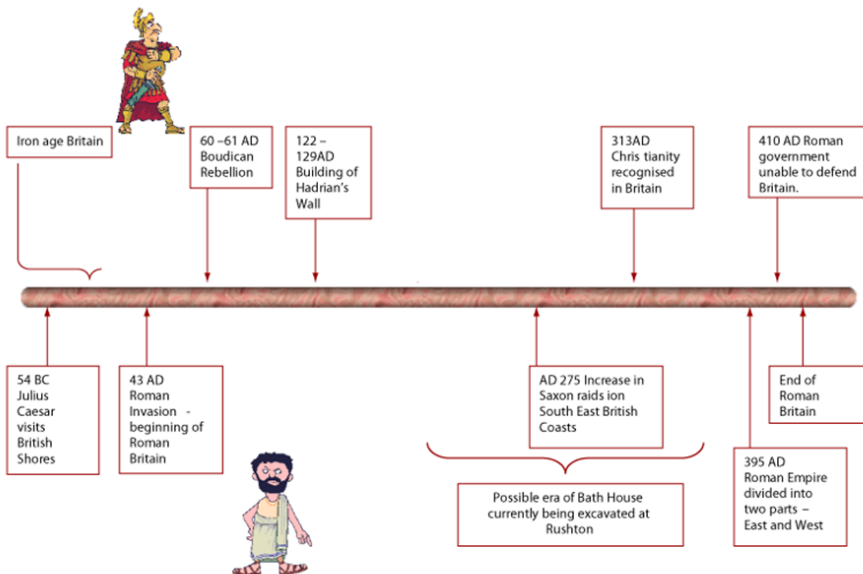 Iron age Britain
60 –61 AD
Boudican
Rebellion
122 –
129AD
Building of
Hadrian's
Wall
313AD
Chris tianity
recognised
in Britain
410 AD Roman
government
unable to defend
Britain.
54 BC
Julius
Caesar
visits
British
Shores
43 AD
Roman
Invasion -
beginning of
Roman
Britain
AD 275 Increase in
Saxon raids ion
South East British
Coasts
End of
Roman
Britain
Possible era of Bath House
currently being excavated at
Rushton
395 AD
Roman Empire
divided into
two parts –
East and West